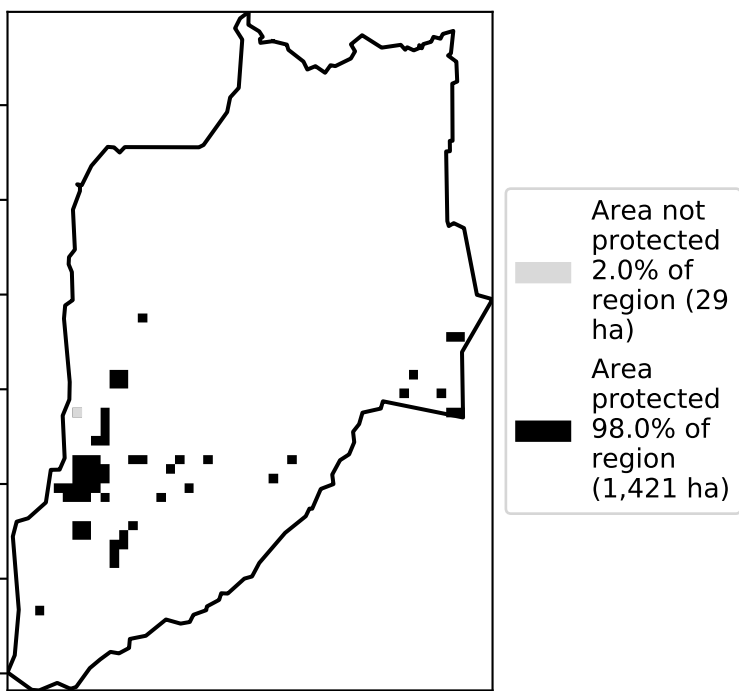 Area not
protected
2.0% of
region (29
ha)
Area
protected
98.0% of
region
(1,421 ha)